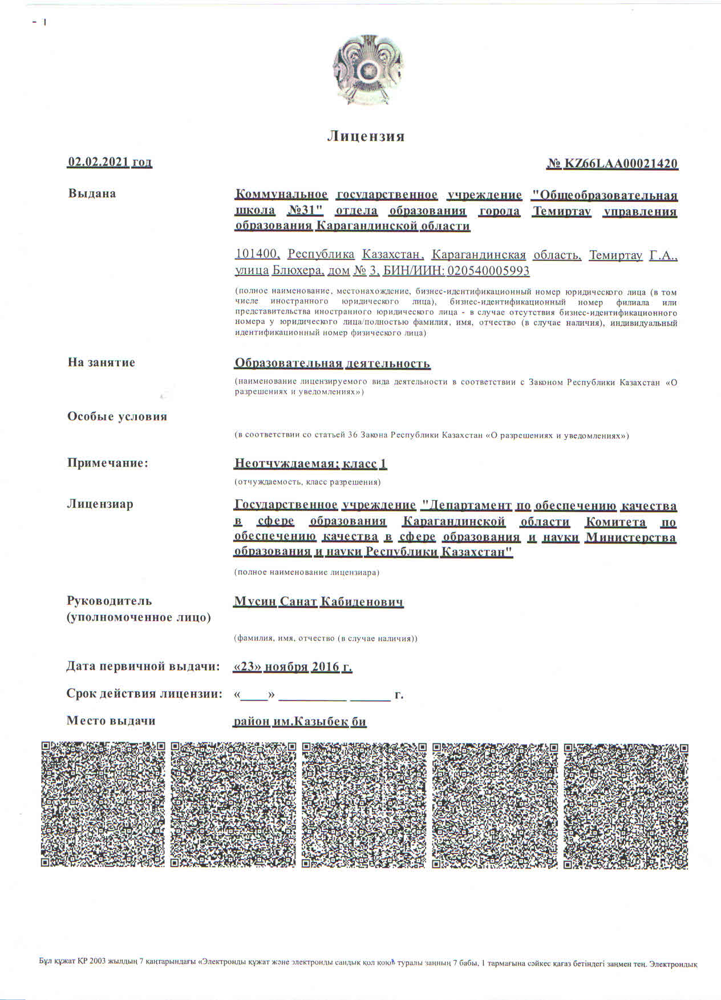 Лицензия
02.02.2021 год
№ KZ66LAA00021420
Выдана
Коммунальное государственное учреждение "Общеобразовательная
школа №31" отдела образования города Темиртау управления
образования Карагандинской области
101400, Республика Казахстан, Карагандинская область, Темиртау Г.А.,
улица Блюхера, дом № 3, БИН/ИИН: 020540005993
(полное наименование, местонахождение, бизнес-идентификационный номер юридического лица (в том
числе иностранного юридического лица), бизнес-идентификационный номер филиала или
представительства иностранного юридического лица - в случае отсутствия бизнес-идентификационного
номера у юридического лица/полностью фамилия, имя, отчество (в случае наличия), индивидуальный
идентификационный номер физического лица)
На занятие
Образовательная деятельность
(наименование лицензируемого вида деятельности в соответствии с Законом Республики Казахстан «О
разрешениях и уведомлениях»)
Особые условия
(в соответствии со статьей 36 Закона Республики Казахстан «О разрешениях и уведомлениях»)
Примечание:
Неотчуждаемая; класс 1
(отчуждаемость, класс разрешения)
Лицензиар
Государственное учреждение "Департамент по обеспечению качества
в сфере образования Карагандинской области Комитета по
обеспечению качества в сфере образования и науки Министерства
образования и науки Республики Казахстан"
(полное наименование лицензиара)
Руководитель
(уполномоченное лицо)
Мусин Санат Кабиденович
(фамилия, имя, отчество (в случае наличия))
Дата первичной выдачи:
«23» ноября 2016 г.
Срок действия лицензии:
«____» __________ ______ г.
Место выдачи
район им.Казыбек би
Бұл құжат ҚР 2003 жылдың 7 қаңтарындағы «Электронды құжат және электронды сандық қол қою» туралы заңның 7 бабы, 1 тармағына сәйкес қағаз бетіндегі заңмен тең. Электрондық